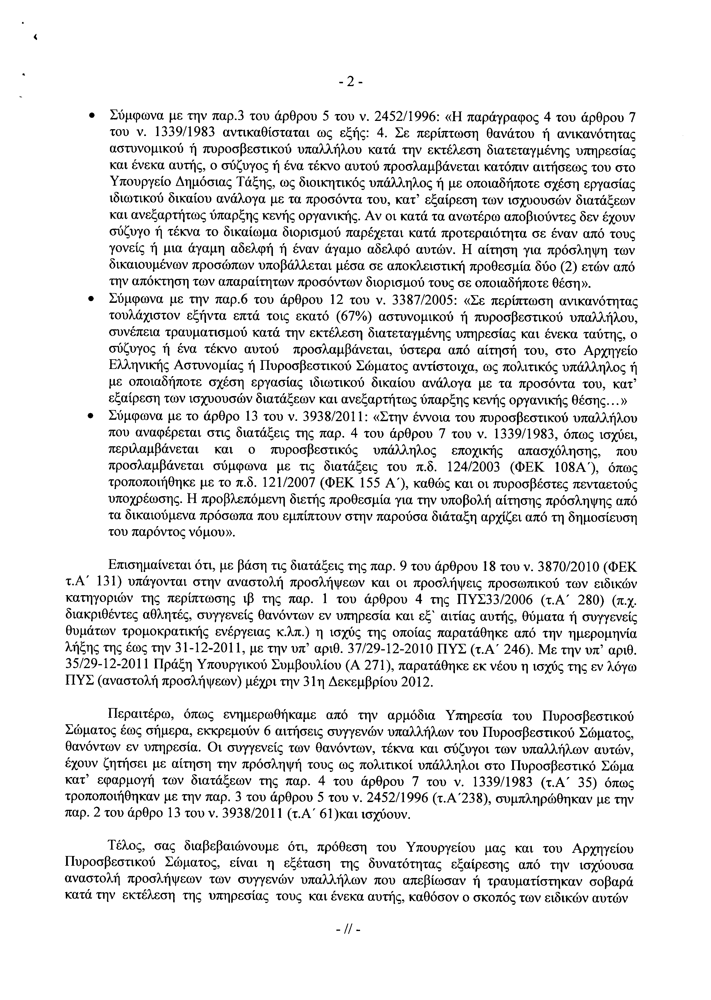 - 2 -
• Σύμφωνα με την παρ.3 του άρθρου 5 του ν. 2452/1996: «Η παράγραφος 4 του άρθρου 7
του ν. 1339/1983 αντικαθίσταται ως εξής: 4. Σε περίπτωση θανάτου ή ανικανότητας
αστυνομικού ή πυροσβεστικού υπαλλήλου κατά την εκτέλεση διατεταγμένης υπηρεσίας
και ένεκα αυτής, ο σύζυγος ή ένα τέκνο αυτού προσλαμβάνεται κατόπιν αιτήσεως του στο
Υπουργείο Δημόσιας Τάξης, ως διοικητικός υπάλληλος ή με οποιαδήποτε σχέση εργασίας
ιδιωτικού δικαίου ανάλογα με τα προσόντα του, κατ’ εξαίρεση των ισχυουσών διατάξεων
και ανεξαρτήτως ύπαρξης κενής οργανικής. Αν οι κατά τα ανωτέρω αποβιούντες δεν έχουν
σύζυγο ή τέκνα το δικαίωμα διορισμού παρέχεται κατά προτεραιότητα σε έναν από τους
γονείς ή μια άγαμη αδελφή ή έναν άγαμο αδελφό αυτών. Η αίτηση για πρόσληψη των
δικαιουμένων προσώπων υποβάλλεται μέσα σε αποκλειστική προθεσμία δύο (2) ετών από
την απόκτηση των απαραίτητων προσόντων διορισμού τους σε οποιαδήποτε θέση».
• Σύμφωνα με την παρ.6 του άρθρου 12 του ν. 3387/2005: «Σε περίπτωση ανικανότητας
τουλάχιστον εξήντα επτά τοις εκατό (67%) αστυνομικού ή πυροσβεστικού υπαλλήλου,
συνέπεια τραυματισμού κατά την εκτέλεση διατεταγμένης υπηρεσίας και ένεκα ταύτης, ο
σύζυγος ή ένα τέκνο αυτού προσλαμβάνεται, ύστερα από αίτησή του, στο Αρχηγείο
Ελληνικής Αστυνομίας ή Πυροσβεστικού Σώματος αντίστοιχα, ως πολιτικός υπάλληλος ή
με οποιαδήποτε σχέση εργασίας ιδιωτικού δικαίου ανάλογα με τα προσόντα του, κατ’
εξαίρεση των ισχυουσών διατάξεων και ανεξαρτήτως ύπαρξης κενής οργανικής θέσης...»
• Σύμφωνα με το άρθρο 13 του ν. 3938/2011: «Στην έννοια του πυροσβεστικού υπαλλήλου
που αναφέρεται στις διατάξεις της παρ. 4 του άρθρου 7 του ν. 1339/1983, όπως ισχύει,
περιλαμβάνεται και ο πυροσβεστικός υπάλληλος εποχικής απασχόλησης, που
προσλαμβάνεται σύμφωνα με τις διατάξεις του π.δ. 124/2003 (ΦΕΚ 108Α΄), όπως
τροποποιήθηκε με το π.δ. 121/2007 (ΦΕΚ 155 Α΄), καθώς και οι πυροσβέστες πενταετούς
υποχρέωσης. Η προβλεπόμενη διετής προθεσμία για την υποβολή αίτησης πρόσληψης από
τα δικαιούμενα πρόσωπα που εμπίπτουν στην παρούσα διάταξη αρχίζει από τη δημοσίευση
του παρόντος νόμου».
Επισημαίνεται ότι, με βάση τις διατάξεις της παρ. 9 του άρθρου 18 του ν. 3870/2010 (ΦΕΚ
τ.Α΄ 131) υπάγονται στην αναστολή προσλήψεων και οι προσλήψεις προσωπικού των ειδικών
κατηγοριών της περίπτωσης ιβ της παρ. 1 του άρθρου 4 της ΠΥΣ33/2006 (τ.Α΄ 280) (π.χ.
διακριθέντες αθλητές, συγγενείς θανόντων εν υπηρεσία και εξ` αιτίας αυτής, θύματα ή συγγενείς
θυμάτων τρομοκρατικής ενέργειας κ.λπ.) η ισχύς της οποίας παρατάθηκε από την ημερομηνία
λήξης της έως την 31-12-2011, με την υπ’ αριθ. 37/29-12-2010 ΠΥΣ (τ.Α΄ 246). Με την υπ’ αριθ.
35/29-12-2011 Πράξη Υπουργικού Συμβουλίου (Α 271), παρατάθηκε εκ νέου η ισχύς της εν λόγω
ΠΥΣ (αναστολή προσλήψεων) μέχρι την 31η Δεκεμβρίου 2012.
Περαιτέρω, όπως ενημερωθήκαμε από την αρμόδια Υπηρεσία του Πυροσβεστικού
Σώματος έως σήμερα, εκκρεμούν 6 αιτήσεις συγγενών υπαλλήλων του Πυροσβεστικού Σώματος,
θανόντων εν υπηρεσία. Οι συγγενείς των θανόντων, τέκνα και σύζυγοι των υπαλλήλων αυτών,
έχουν ζητήσει με αίτηση την πρόσληψή τους ως πολιτικοί υπάλληλοι στο Πυροσβεστικό Σώμα
κατ’ εφαρμογή των διατάξεων της παρ. 4 του άρθρου 7 του ν. 1339/1983 (τ.Α΄ 35) όπως
τροποποιήθηκαν με την παρ. 3 του άρθρου 5 του ν. 2452/1996 (τ.Α΄238), συμπληρώθηκαν με την
παρ. 2 του άρθρο 13 του ν. 3938/2011 (τ.Α΄ 61)και ισχύουν.
Τέλος, σας διαβεβαιώνουμε ότι, πρόθεση του Υπουργείου μας και του Αρχηγείου
Πυροσβεστικού Σώματος, είναι η εξέταση της δυνατότητας εξαίρεσης από την ισχύουσα
αναστολή προσλήψεων των συγγενών υπαλλήλων που απεβίωσαν ή τραυματίστηκαν σοβαρά
κατά την εκτέλεση της υπηρεσίας τους και ένεκα αυτής, καθόσον ο σκοπός των ειδικών αυτών
- // -